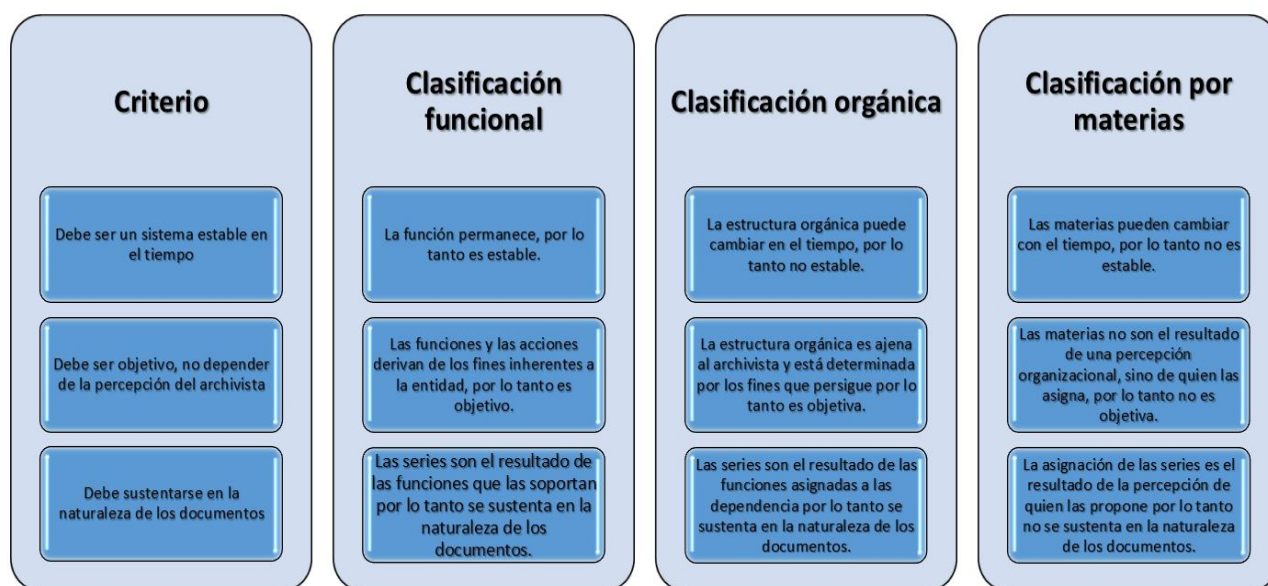 Criterio
Debe ser un sistema estable en
el tiempo
Debe ser objetivo, no depender
de la percepción del archivista
Debe sustentarse en la
naturaleza de los documentos
Clasificación
funcional
La función permanece, por lo
tanto es estable.
Las funciones y las acciones
derivan de los fines inherentes a
la entidad, por lo tanto es
objetivo.
Las series son el resultado de
las funciones que las soportan
por lo tanto se sustenta en la
naturaleza de los
documentos.
Clasificación orgánica
La estructura orgánica puede
cambiar en el tiempo, por lo
tanto no estable.
La estructura orgánica es ajena
al archivista y está determinada
por los fines que persigue por lo
tanto es objetiva.
Las series son el resultado de las
funciones asignadas a las
dependencia por lo tanto se
sustenta en la naturaleza de los
documentos.
Clasificación por
materias
Las materias pueden cambiar
con el tiempo, por lo tanto no es
estable.
Las materias no son el resultado
de una percepción
organizacional, sino de quien las
asigna, por lo tanto no es
objetiva.
La asignación de las series es el
resultado de la percepción de
quien las propone por lo tanto
no se sustenta en la naturaleza
de los documentos.